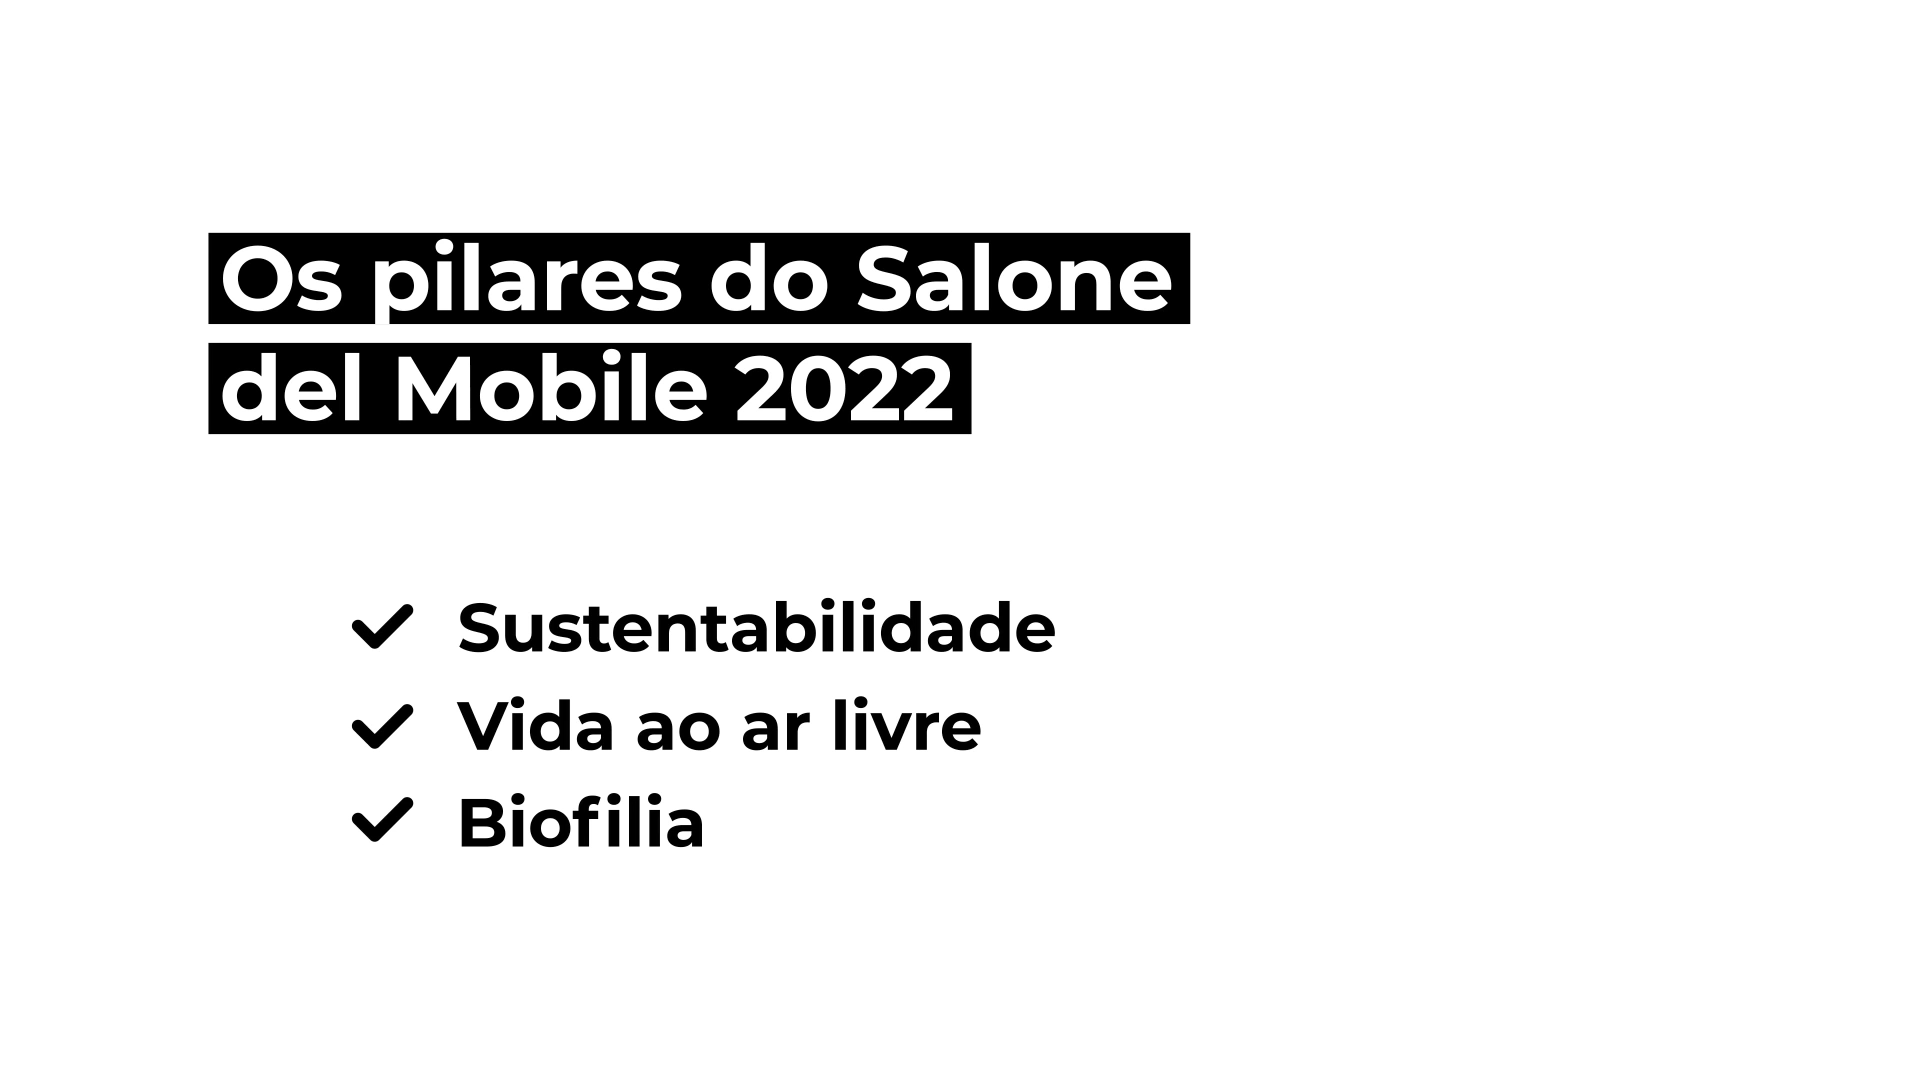 Os pilares do Salone
del Mobile 2022
Sustentabilidade
Vida ao ar livre
Biofilia